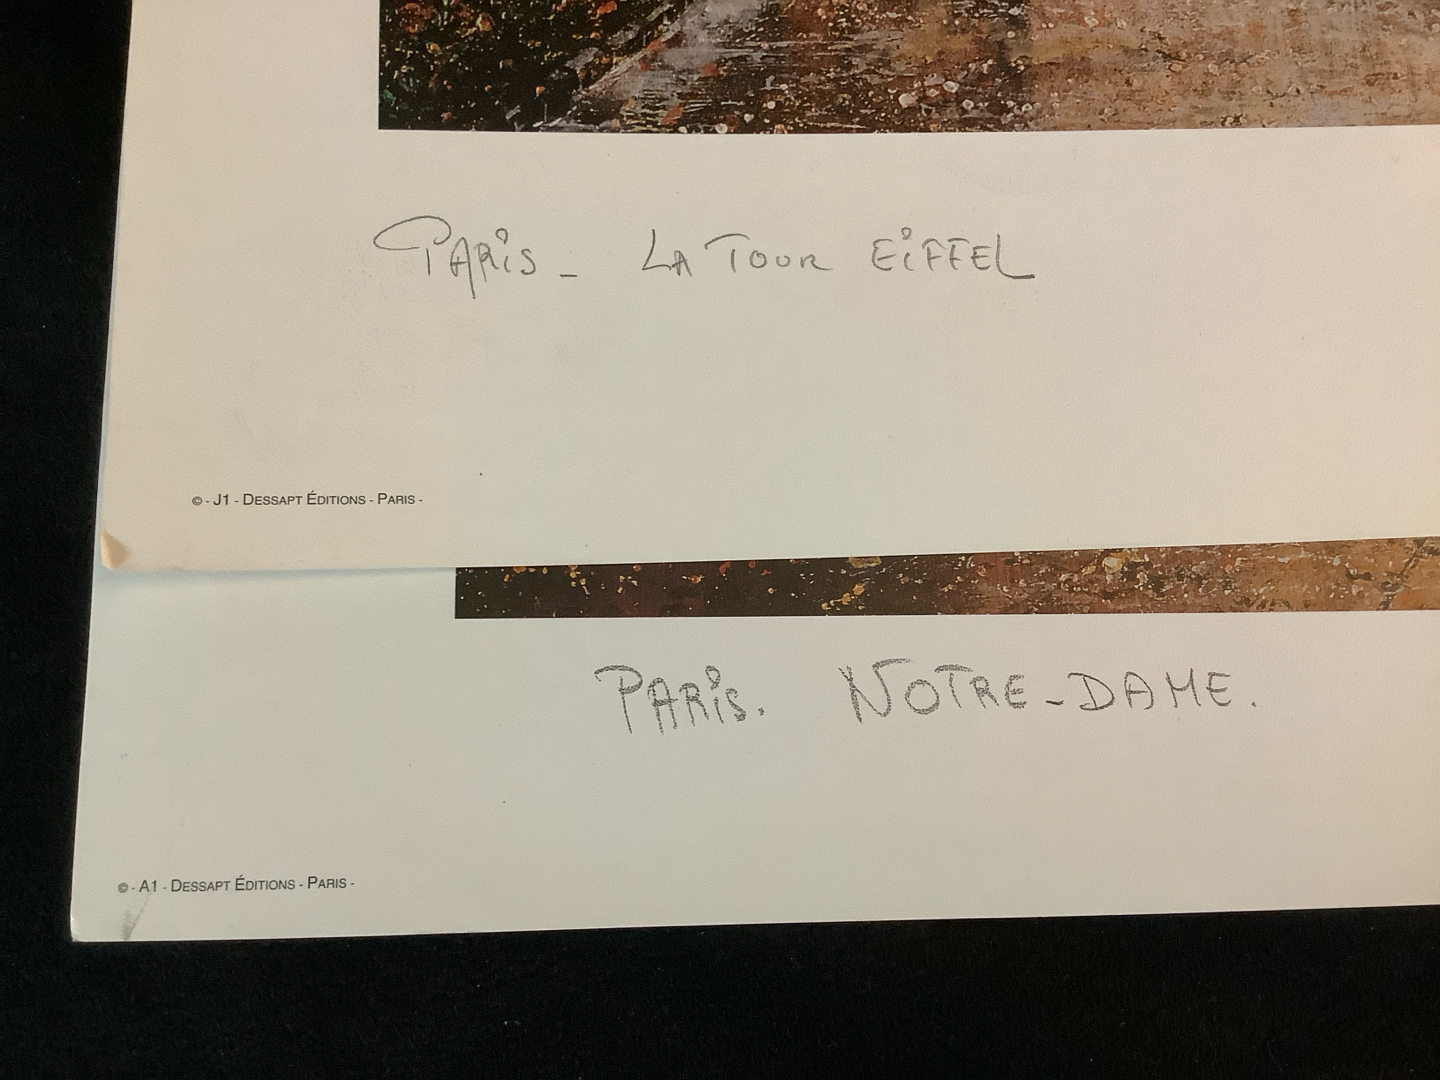 PARiS - LA TOUR EiFFEL
© - J1 - DESSAPT ÉDITIONS - PARIS -
PARiS. NOTRE-DAME.
© - A1 - DESSAPT ÉDITIONS - PARIS -